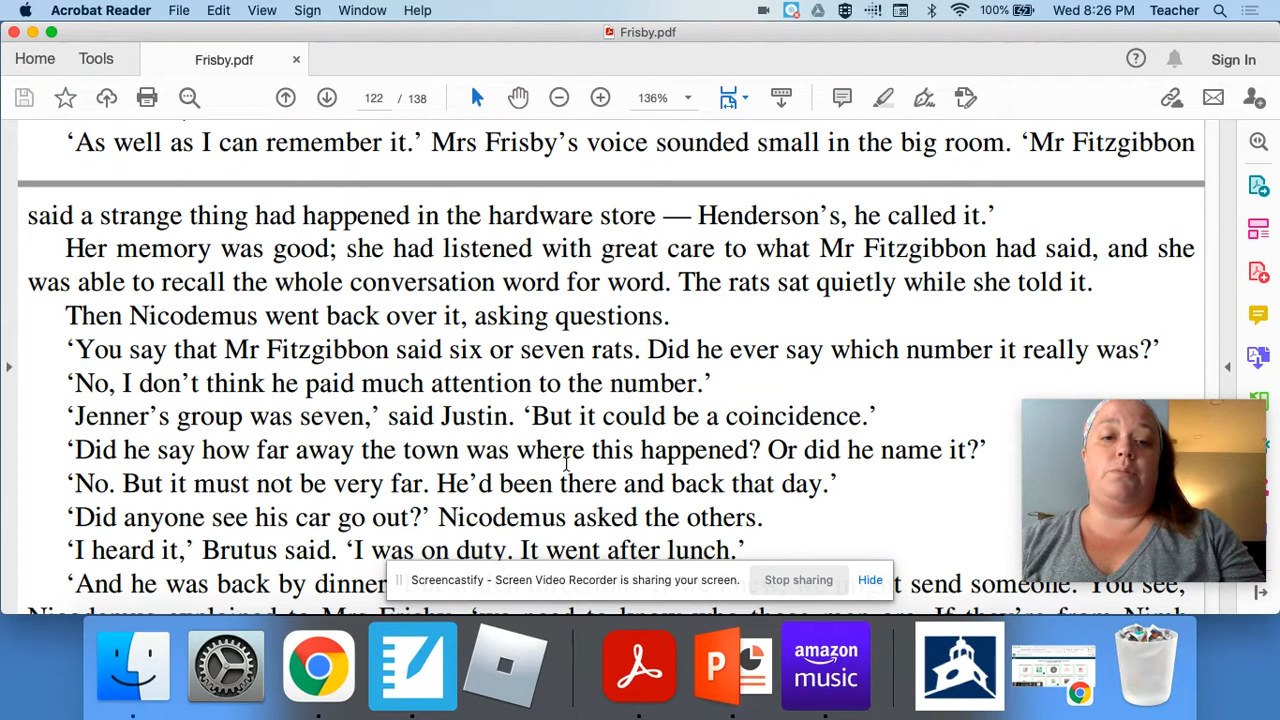 Acrobat Reader File Edit View Sign Window Help 100% Wed 8:26 PM Teacher
Frisby.pdf
Home Tools Frisby.pdf × Sign In
122 / 138 136%
‘As well as I can remember it.’ Mrs Frisby’s voice sounded small in the big room. ‘Mr Fitzgibbon
said a strange thing had happened in the hardware store — Henderson’s, he called it.’
Her memory was good; she had listened with great care to what Mr Fitzgibbon had said, and she
was able to recall the whole conversation word for word. The rats sat quietly while she told it.
Then Nicodemus went back over it, asking questions.
‘You say that Mr Fitzgibbon said six or seven rats. Did he ever say which number it really was?’
‘No, I don’t think he paid much attention to the number.’
‘Jenner’s group was seven,’ said Justin. ‘But it could be a coincidence.’
‘Did he say how far away the town was where this happened? Or did he name it?’
‘No. But it must not be very far. He’d been there and back that day.’
‘Did anyone see his car go out?’ Nicodemus asked the others.
‘I heard it,’ Brutus said. ‘I was on duty. It went after lunch.’
‘And he was back by dinner send someone. You see,
Screencastify - Screen Video Recorder is sharing your screen. Stop sharing Hide
amazon
music